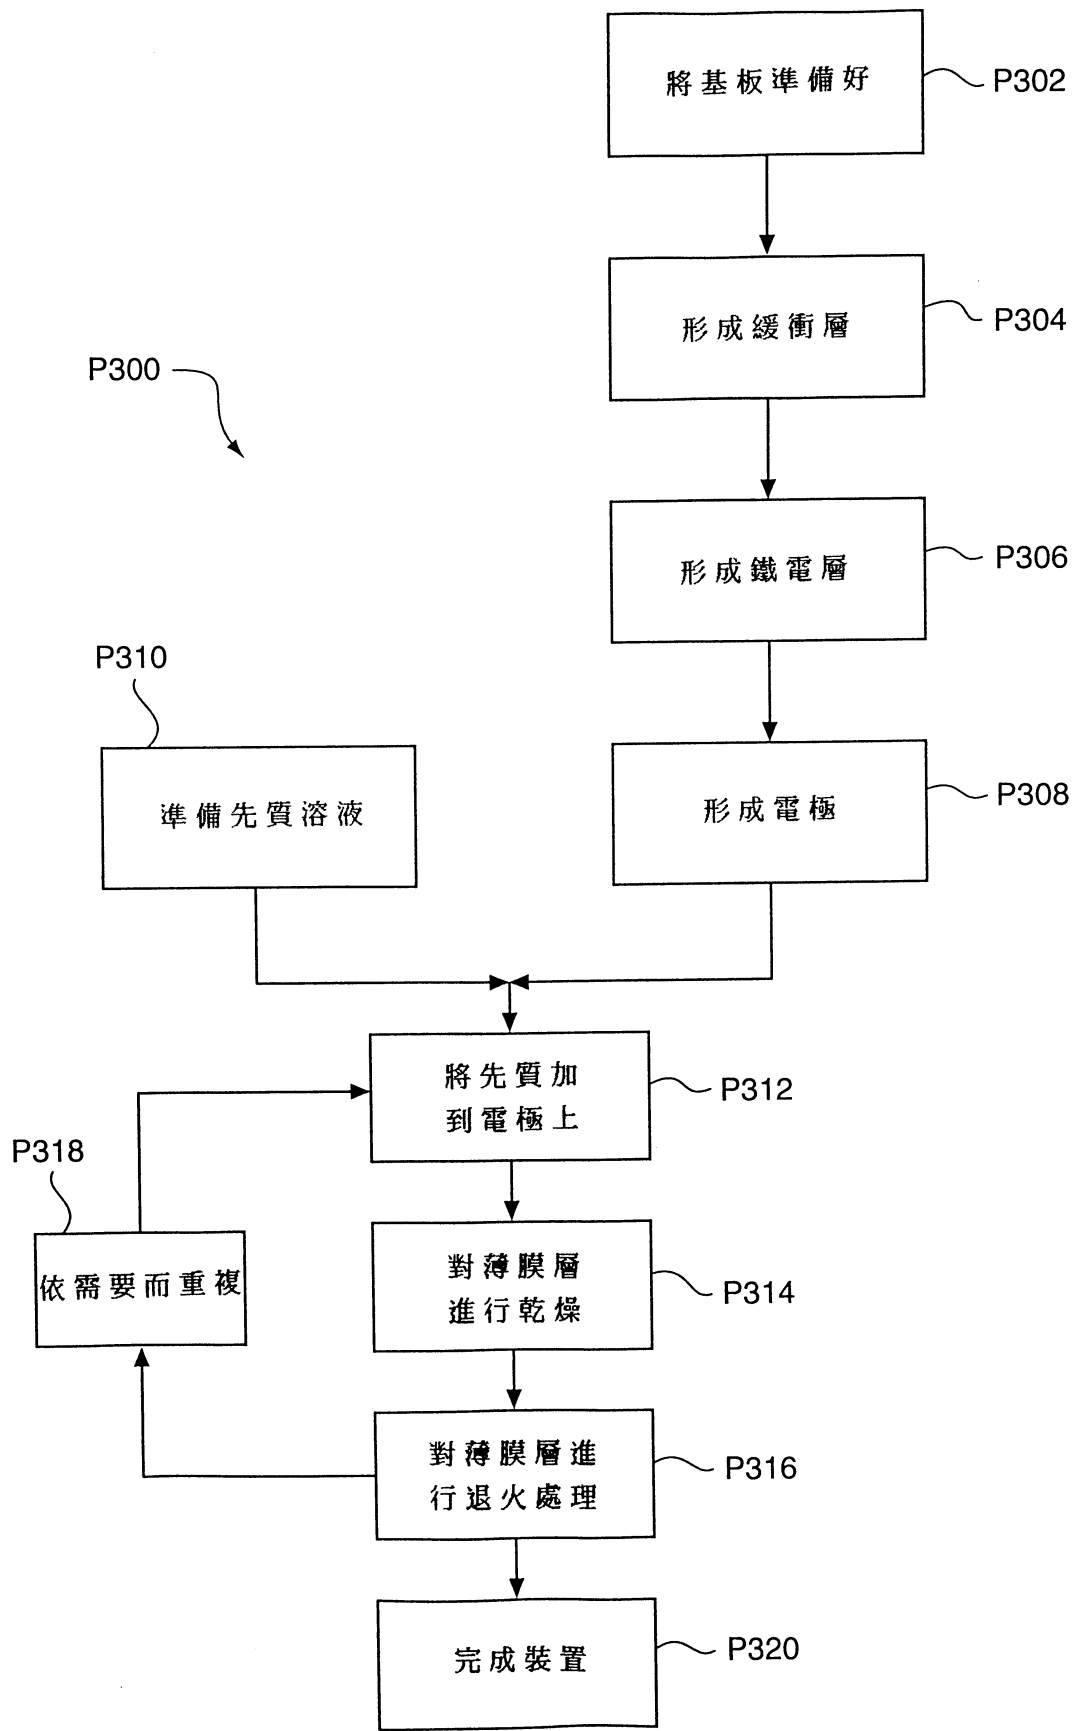 將基板準備好
P302
形成緩衝層
P304
P300
形成鐵電層
P306
P310
準備先質溶液
形成電極
P308
將先質加
到電極上
P312
P318
依需要而重複
對薄膜層
進行乾燥
P314
對薄膜層進
行退火處理
P316
完成裝置
P320